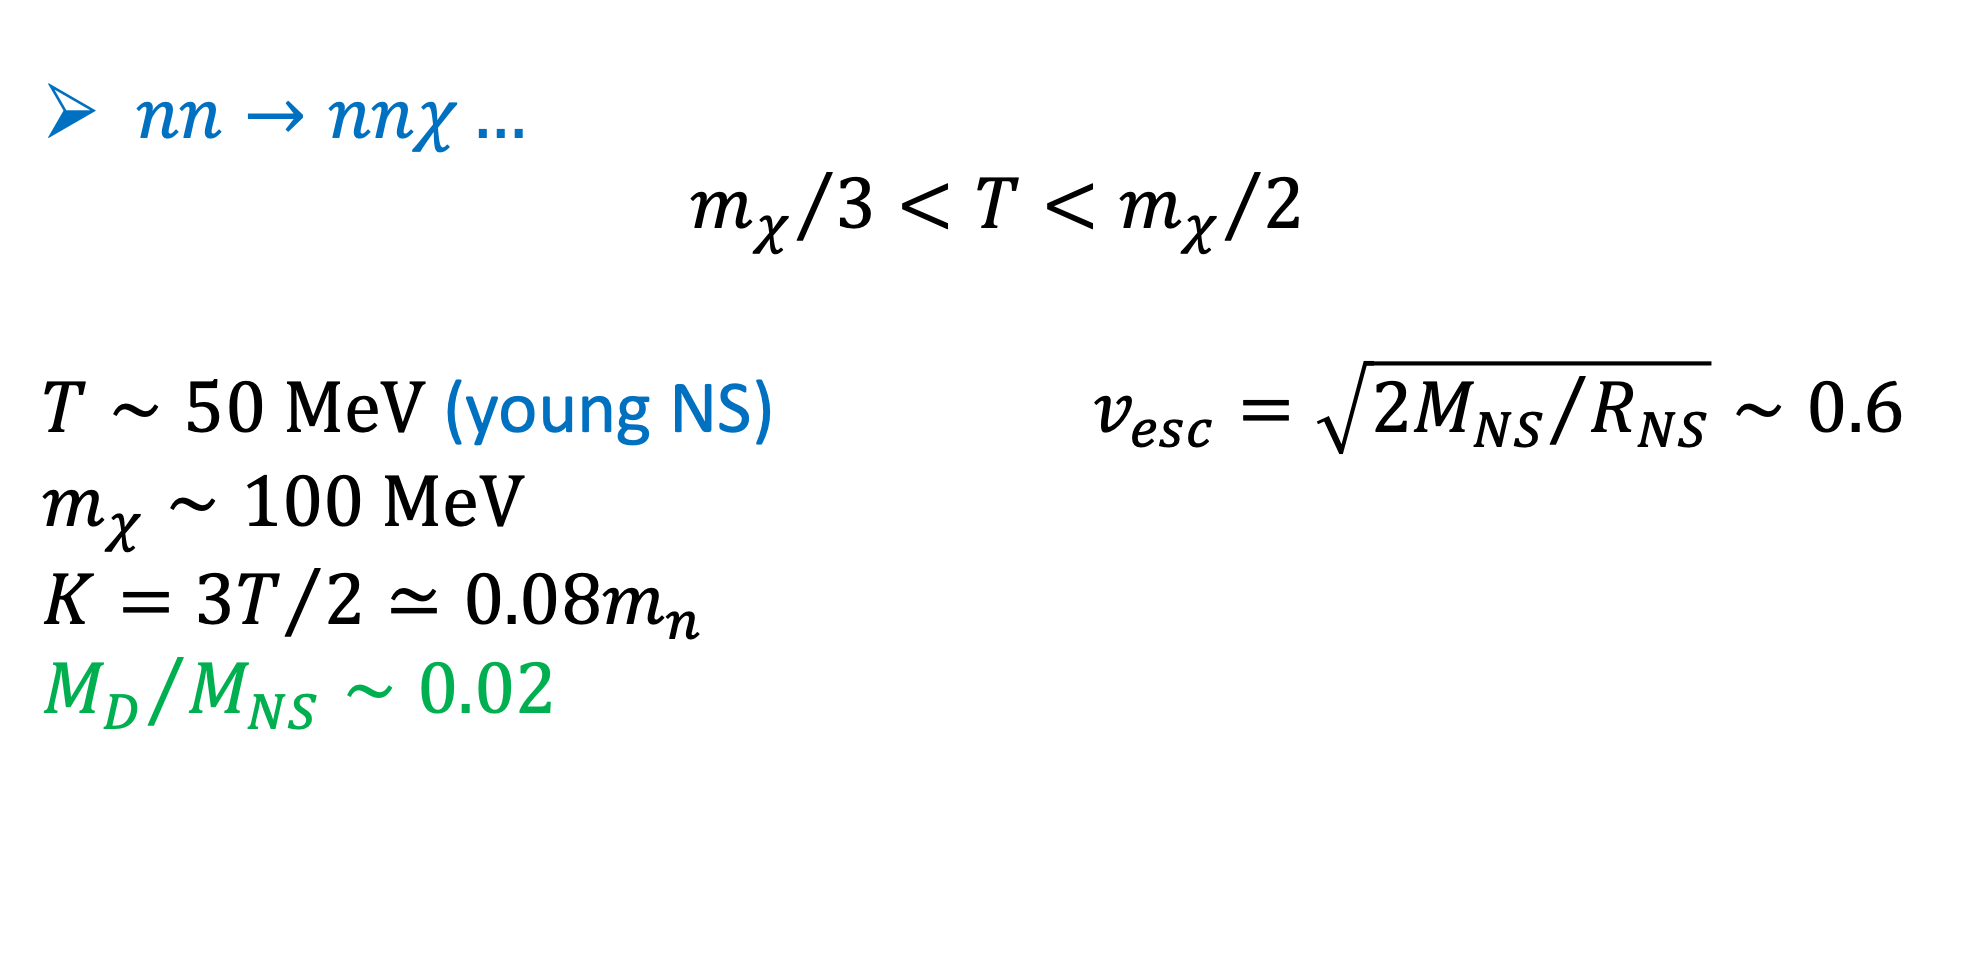 ➢ nn → nnχ ...
m_χ/3 < T < m_χ/2
T ~ 50 MeV (young NS)
v_esc = √(2M_NS/R_NS) ~ 0.6
m_χ ~ 100 MeV
K = 3T/2 ≃ 0.08m_n
M_D/M_NS ~ 0.02